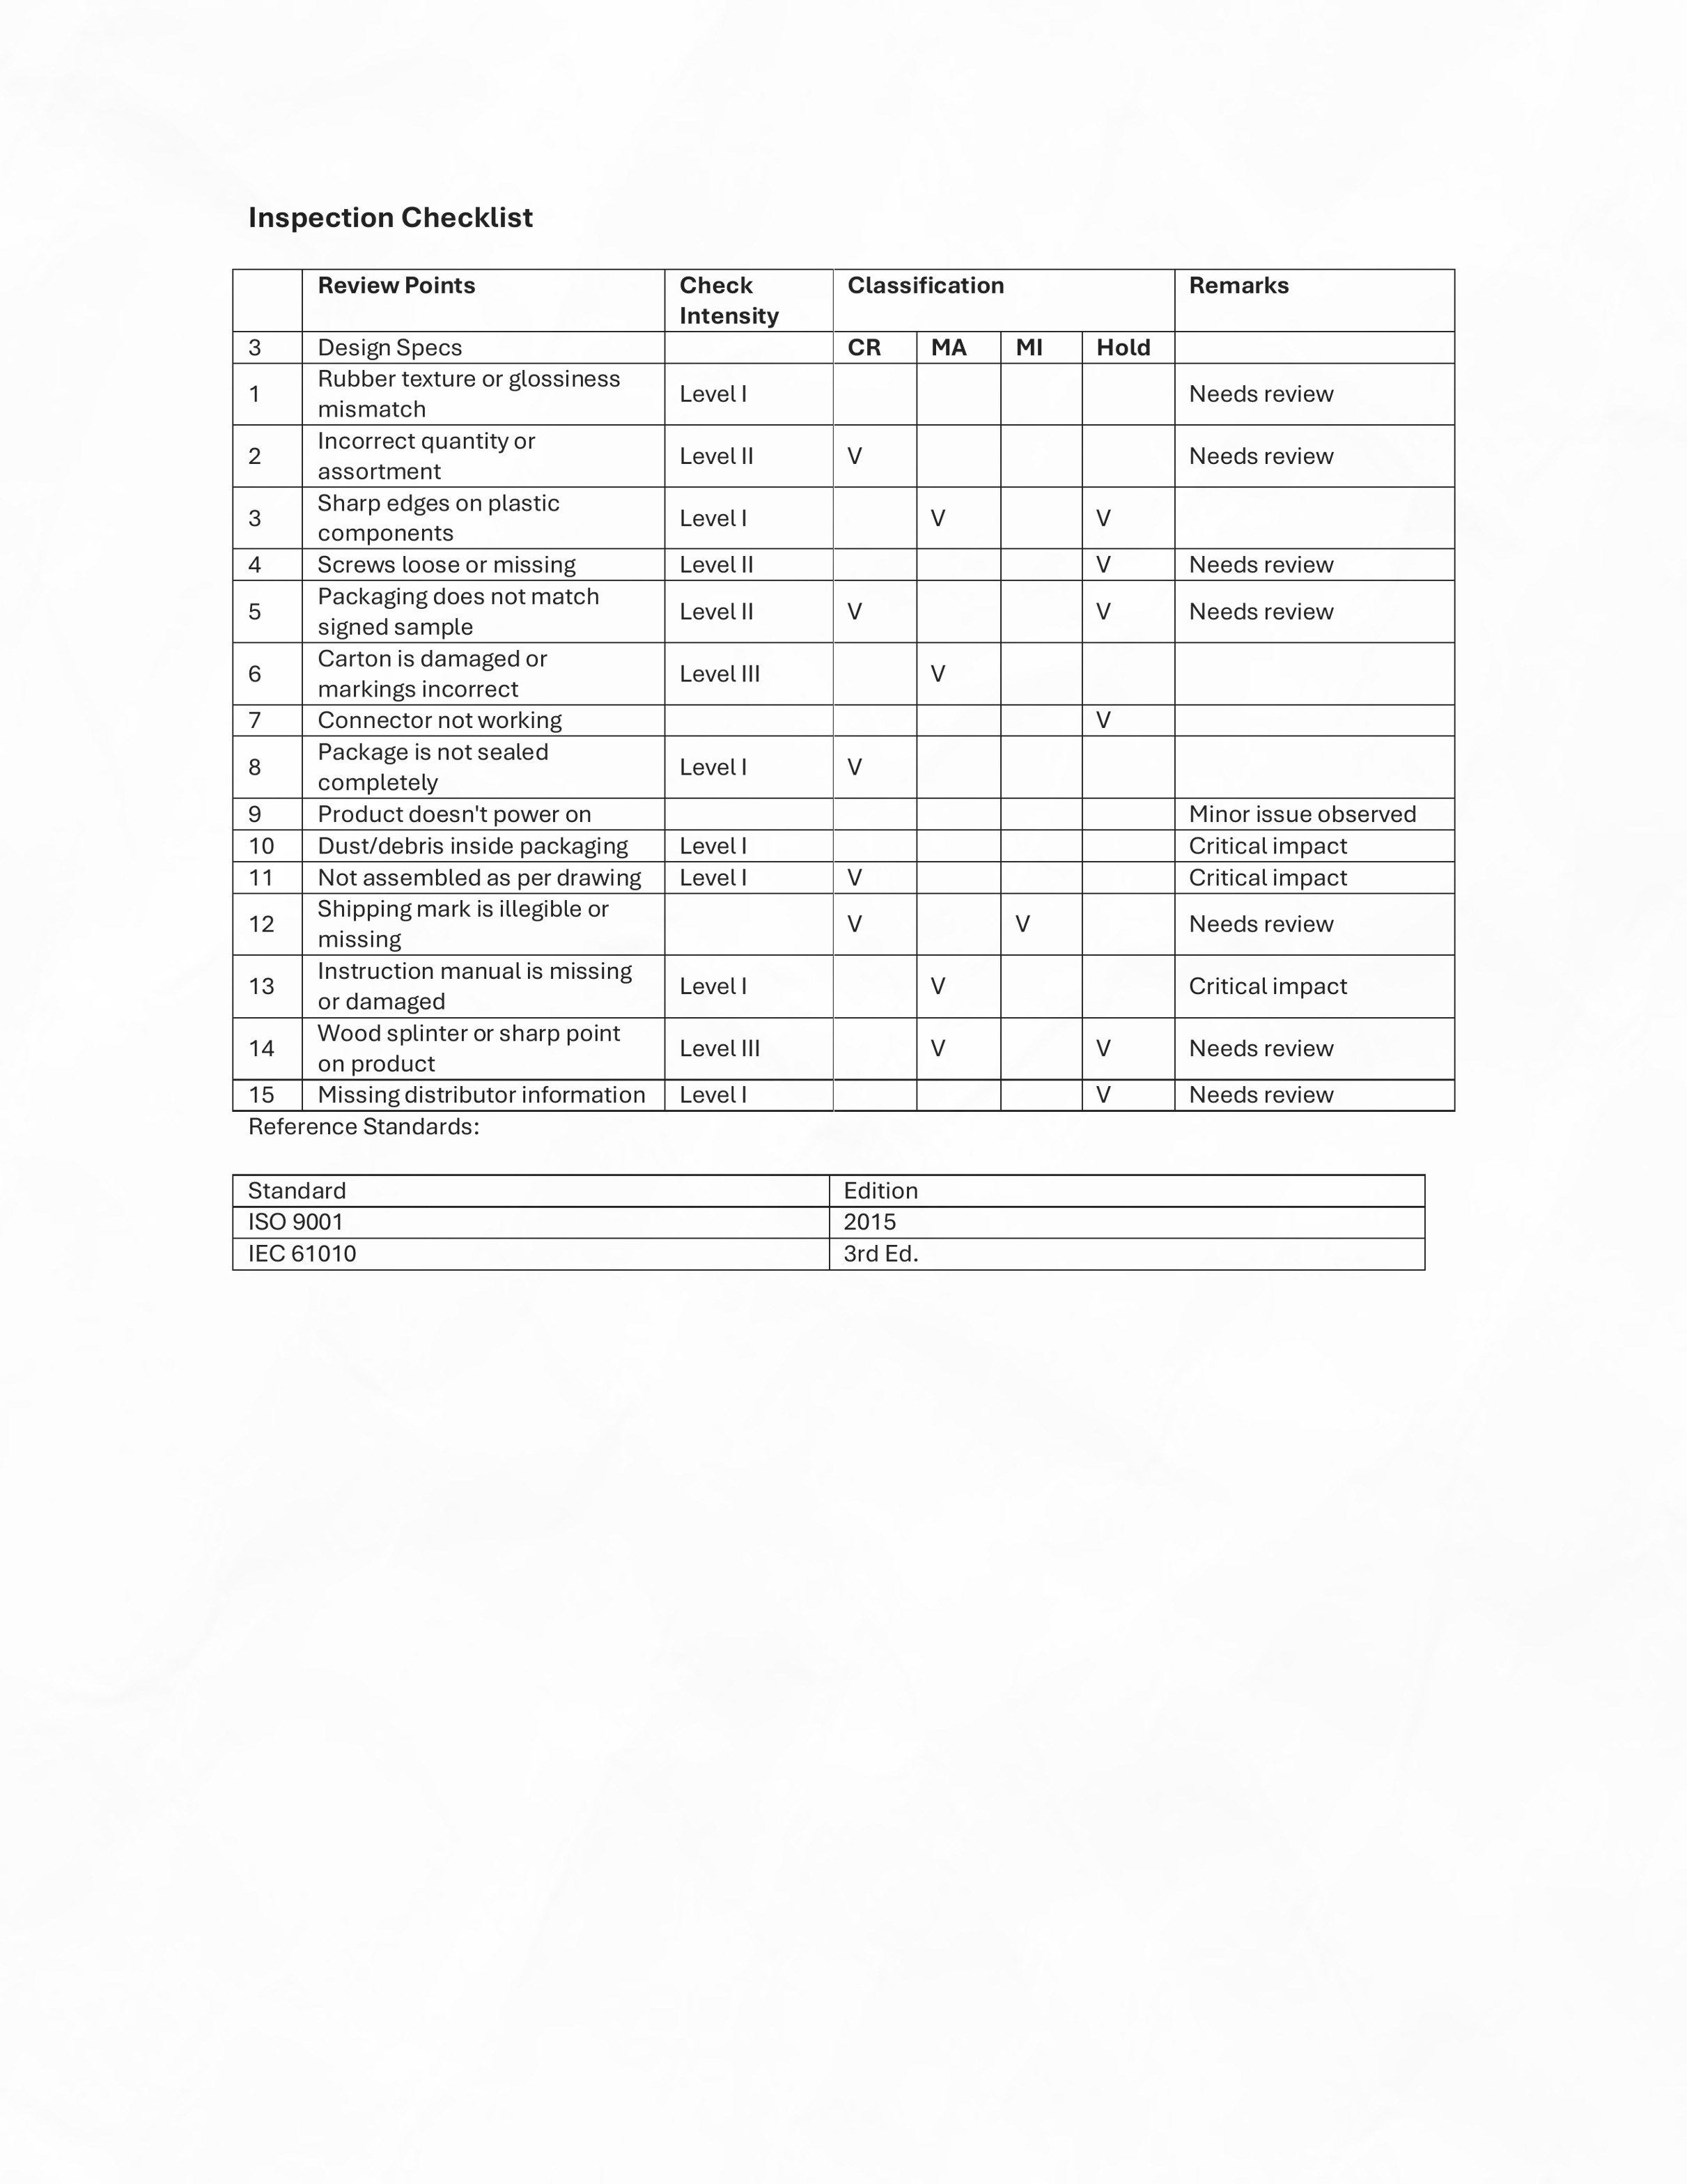 Inspection Checklist
Review Points Check Classification Remarks
Intensity
3 Design Specs CR MA MI Hold
1 Rubber texture or glossiness mismatch Level I Needs review
2 Incorrect quantity or assortment Level II V Needs review
3 Sharp edges on plastic components Level I V V
4 Screws loose or missing Level II V Needs review
5 Packaging does not match signed sample Level II V V Needs review
6 Carton is damaged or markings incorrect Level III V
7 Connector not working V
8 Package is not sealed completely Level I V
9 Product doesn't power on Minor issue observed
10 Dust/debris inside packaging Level I Critical impact
11 Not assembled as per drawing Level I V Critical impact
12 Shipping mark is illegible or missing V V Needs review
13 Instruction manual is missing or damaged Level I V Critical impact
14 Wood splinter or sharp point on product Level III V V Needs review
15 Missing distributor information Level I V Needs review
Reference Standards:
Standard Edition
ISO 9001 2015
IEC 61010 3rd Ed.